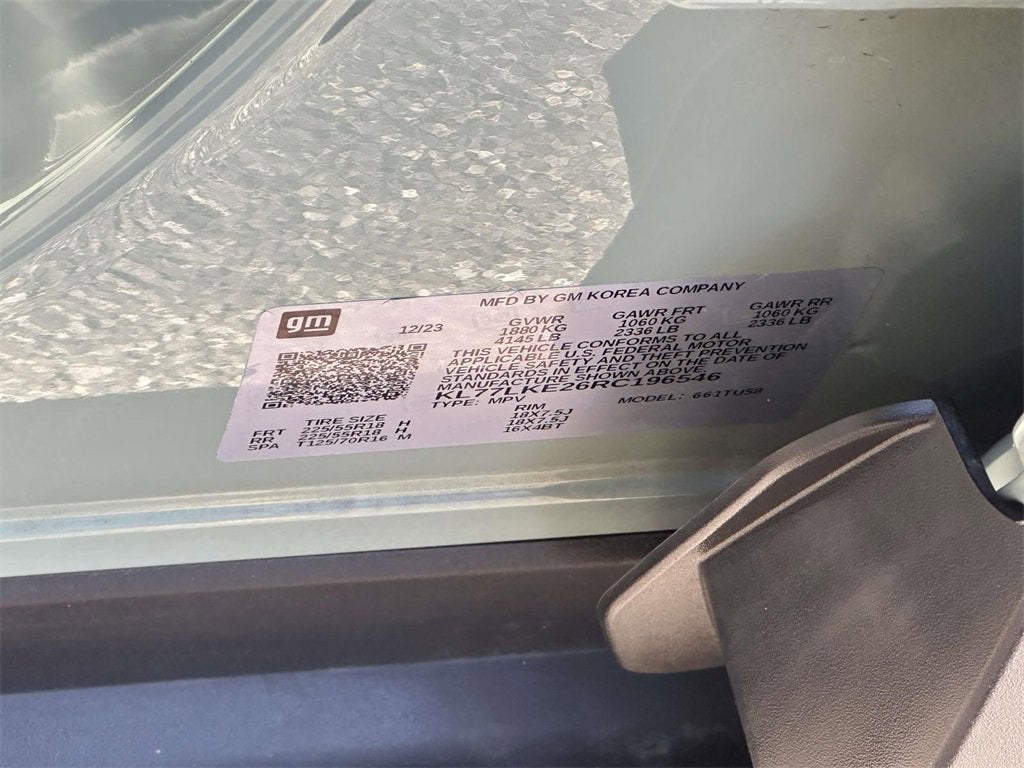 gm
MFD BY GM KOREA COMPANY
12/23 GVWR GAWR FRT GAWR RR
1880 KG 1060 KG 1060 KG
4145 LB 2336 LB 2336 LB
THIS VEHICLE CONFORMS TO ALL
APPLICABLE U.S. FEDERAL MOTOR
VEHICLE SAFETY AND THEFT PREVENTION
STANDARDS IN EFFECT ON THE DATE OF
MANUFACTURE SHOWN ABOVE.
KL77LKE26RC196546
TYPE: MPV MODEL: 661TU58
TIRE SIZE RIM
FRT 225/55R18 H 18X7.5J
RR 225/55R18 H 18X7.5J
SPA T125/70R16 M 16X4BT